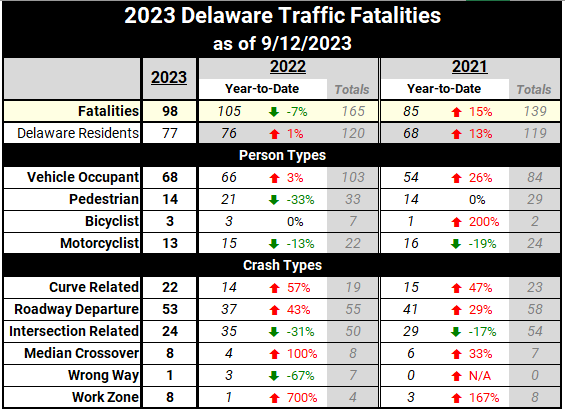 2023 Delaware Traffic Fatalities
as of 9/12/2023
2023 2022 2021
Year-to-Date Totals Year-to-Date Totals
Fatalities 98 105 -7% 165 85 15% 139
Delaware Residents 77 76 1% 120 68 13% 119
Person Types
Vehicle Occupant 68 66 3% 103 54 26% 84
Pedestrian 14 21 -33% 33 14 0% 29
Bicyclist 3 3 0% 7 1 200% 2
Motorcyclist 13 15 -13% 22 16 -19% 24
Crash Types
Curve Related 22 14 57% 19 15 47% 23
Roadway Departure 53 37 43% 55 41 29% 58
Intersection Related 24 35 -31% 50 29 -17% 54
Median Crossover 8 4 100% 8 6 33% 7
Wrong Way 1 3 -67% 7 0 N/A 0
Work Zone 8 1 700% 4 3 167% 8